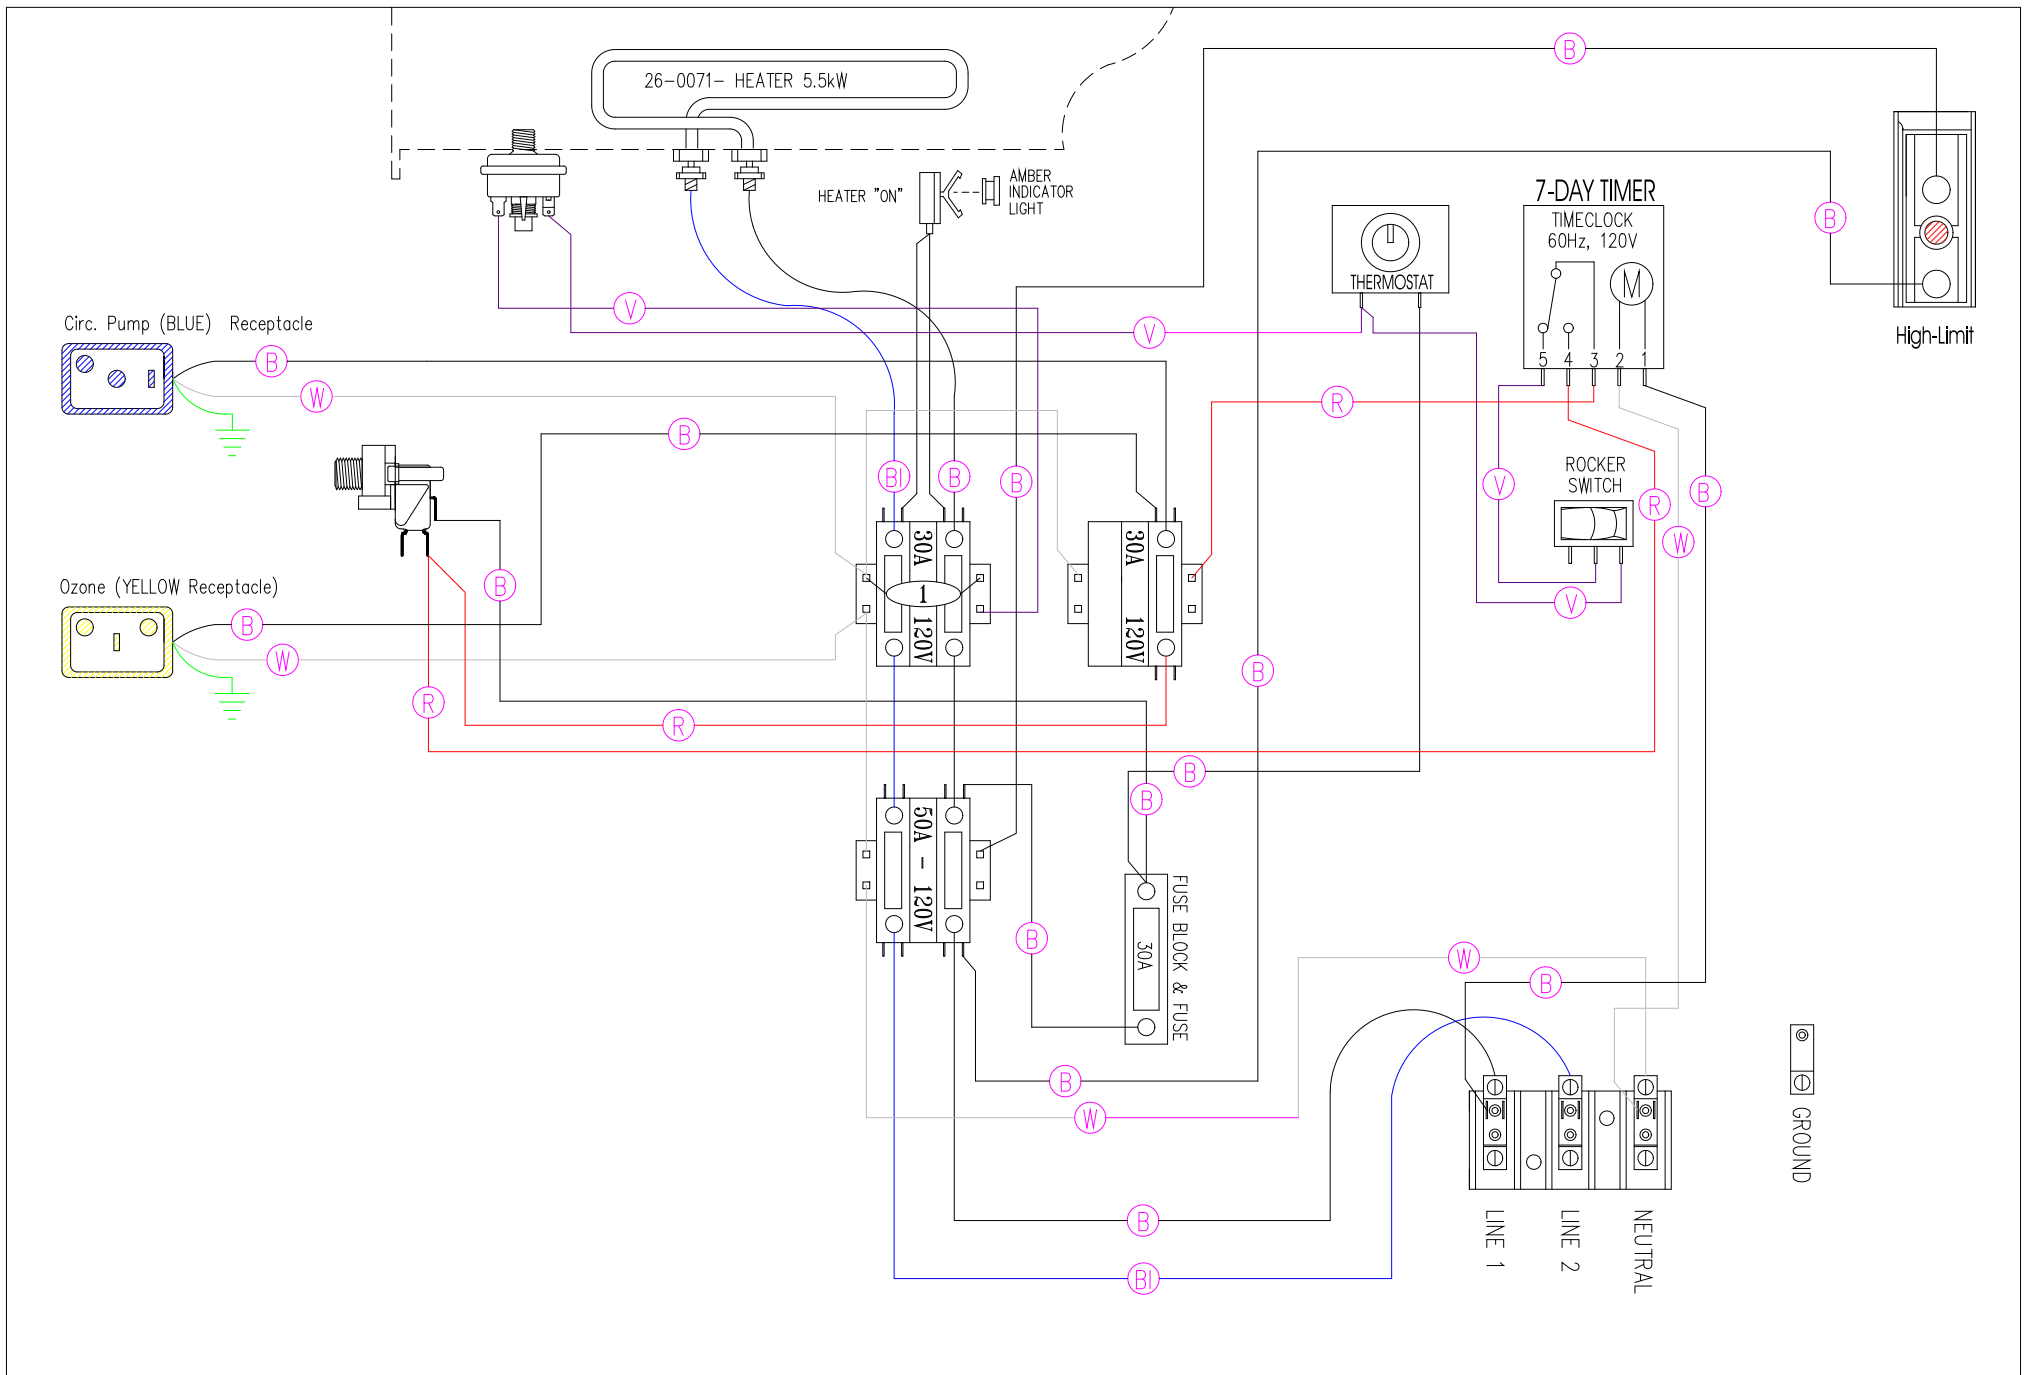 B
26-0071- HEATER 5.5kW
HEATER "ON"
AMBER
INDICATOR
LIGHT
7-DAY TIMER
TIMECLOCK
60Hz, 120V
M
5 4 3 2 1
B
B
THERMOSTAT
High-Limit
V
V
Circ. Pump (BLUE) Receptacle
B
W
R
B
BI
B
B
V
ROCKER
SWITCH
R
B
W
30A 120V
1
30A 120V
B
V
Ozone (YELLOW Receptacle)
B
W
B
R
R
B
B
50A - 120V
B
30A
FUSE BLOCK & FUSE
W
B
B
W
B
BI
LINE 1
LINE 2
NEUTRAL
GROUND